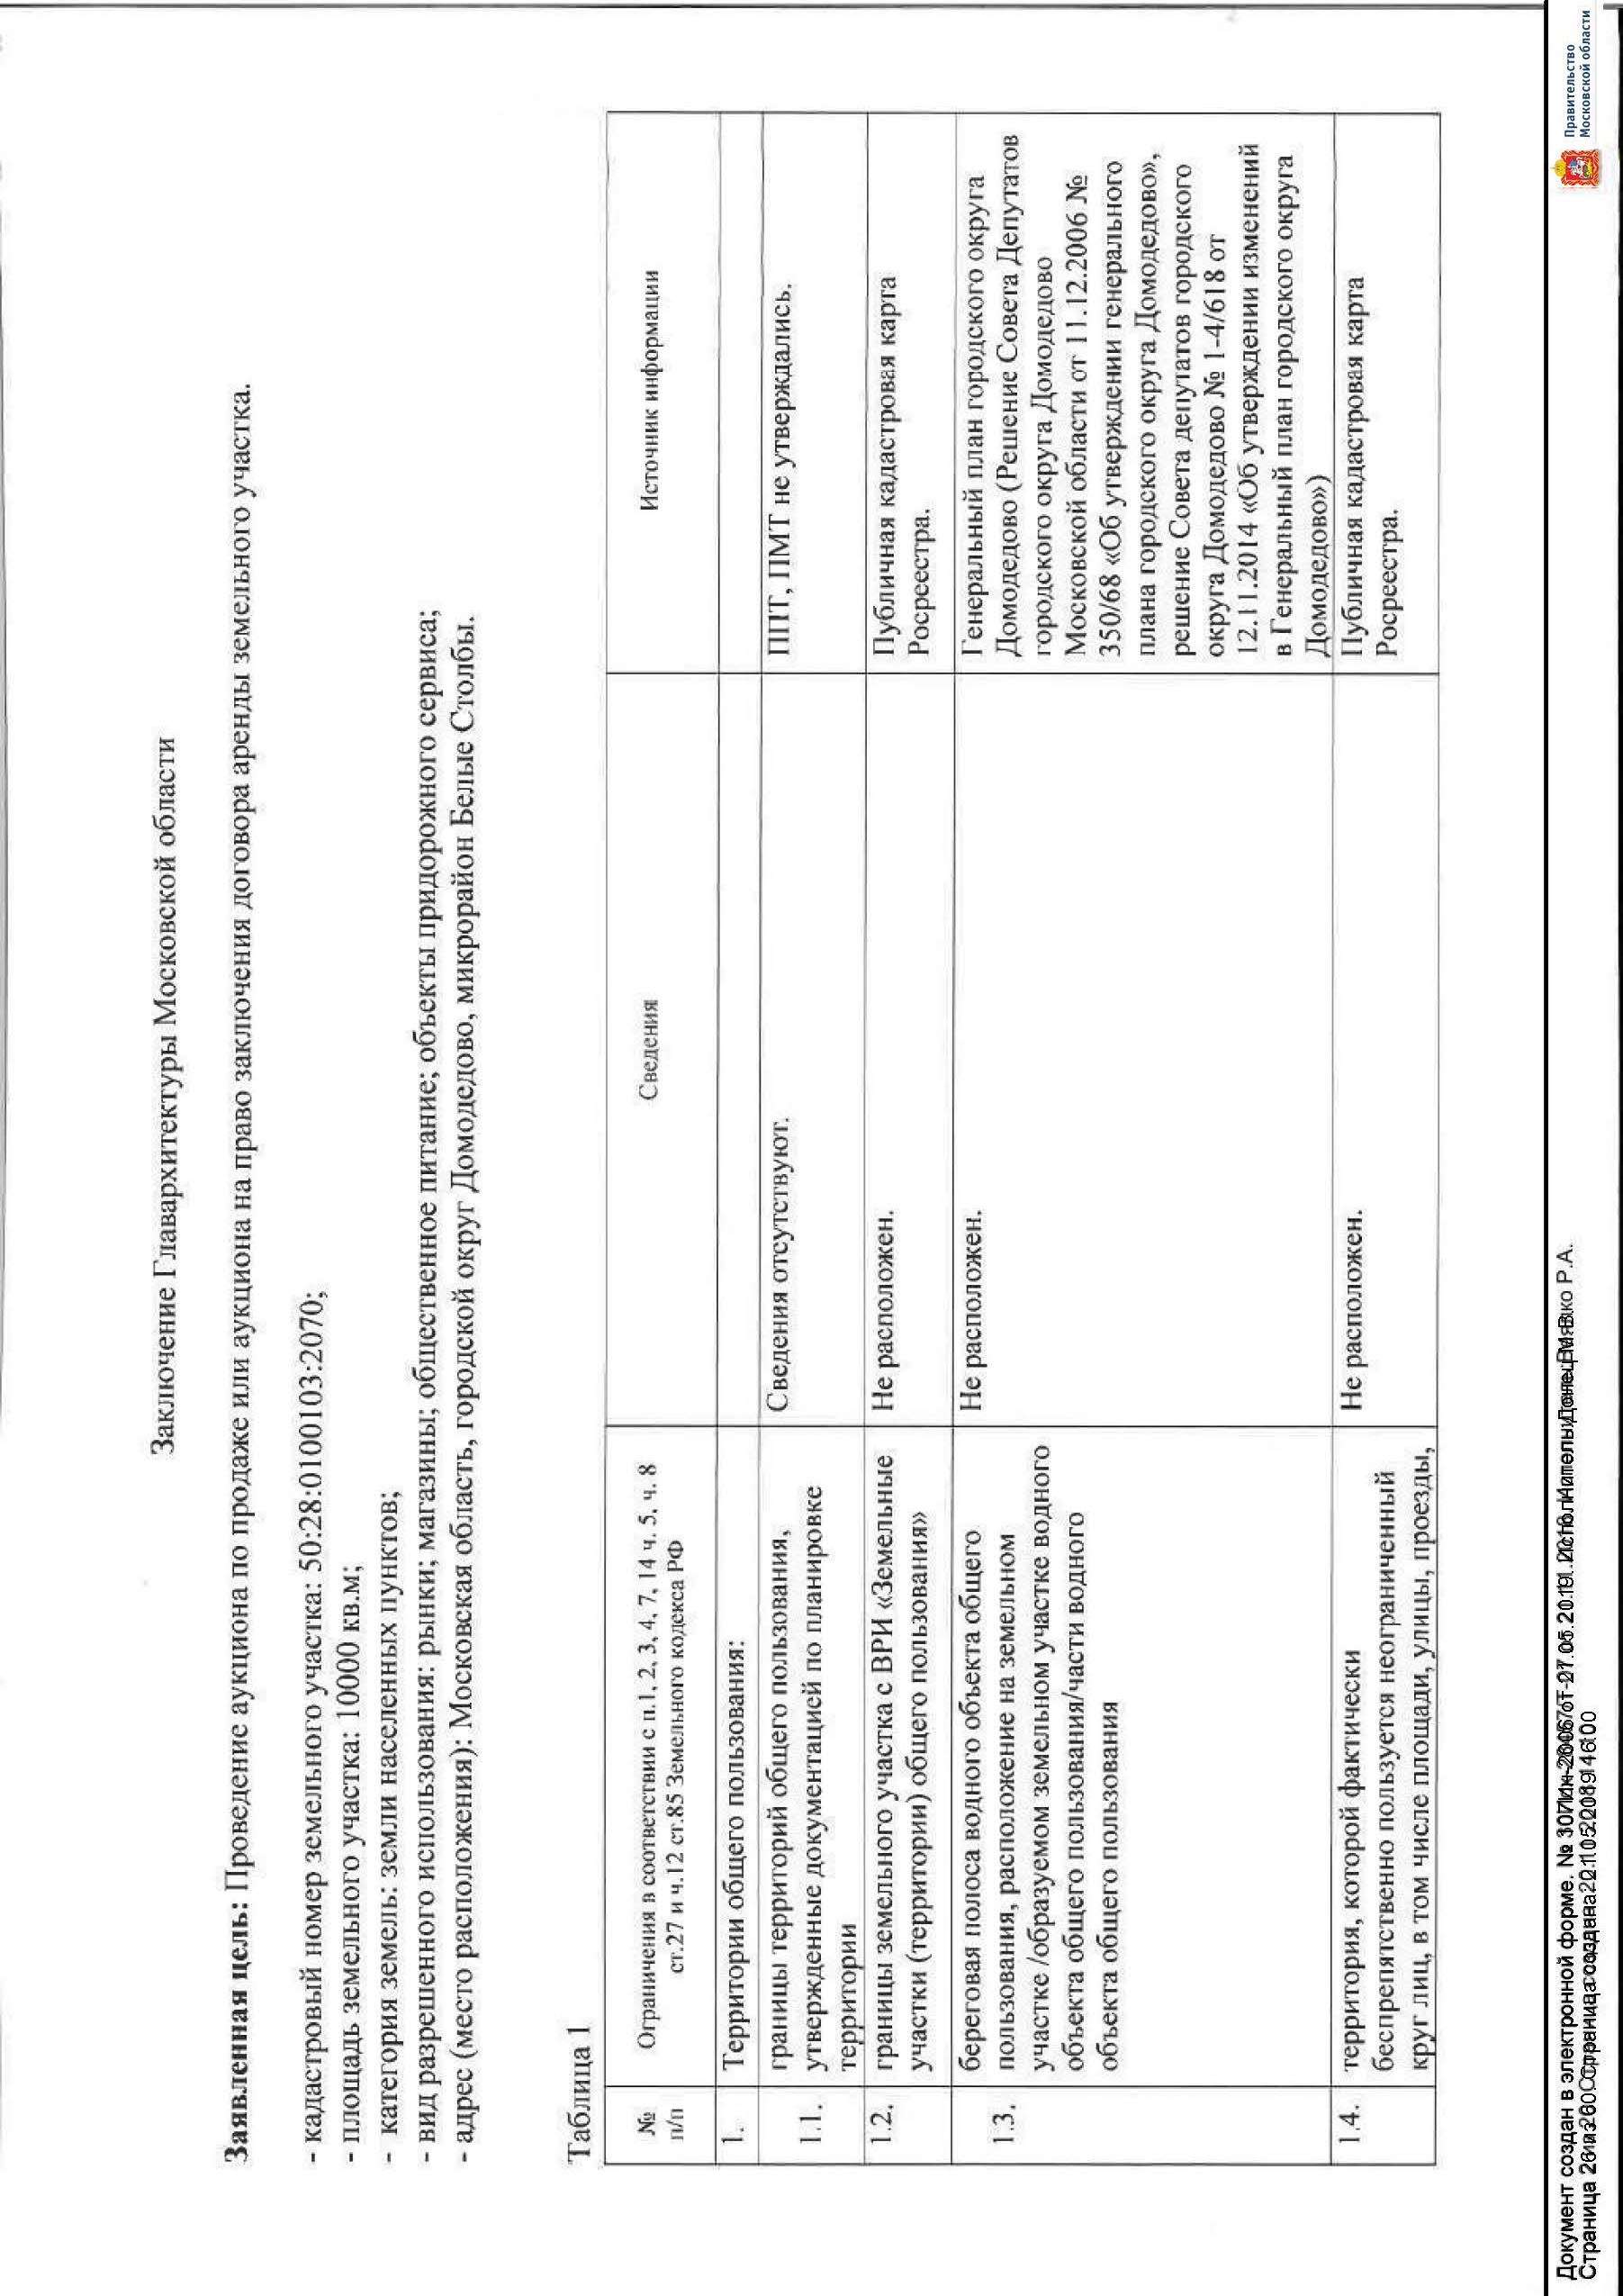 Заключение Главархитектуры Московской области
Заявленная цель: Проведение аукциона по продаже или аукциона на право заключения договора аренды земельного участка.
- кадастровый номер земельного участка: 50:28:0100103:2070;
- площадь земельного участка: 10000 кв.м;
- категория земель: земли населенных пунктов;
- вид разрешенного использования: рынки; магазины; общественное питание; объекты придорожного сервиса;
- адрес (место расположения): Московская область, городской округ Домодедово, микрорайон Белые Столбы.
Таблица 1
№
п/п
Ограничения в соответствии с п.1, 2, 3, 4, 7, 14 ч. 5, ч. 8
ст.27 и ч.12 ст.85 Земельного кодекса РФ
Сведения
Источник информации
1.
Территории общего пользования:
1.1.
границы территорий общего пользования,
утвержденные документацией по планировке
территории
Сведения отсутствуют.
ППТ, ПМТ не утверждались.
1.2.
границы земельного участка с ВРИ «Земельные
участки (территории) общего пользования»
Не расположен.
Публичная кадастровая карта
Росреестра.
1.3.
береговая полоса водного объекта общего
пользования, расположение на земельном
участке /образуемом земельном участке водного
объекта общего пользования/части водного
объекта общего пользования
Не расположен.
Генеральный план городского округа
Домодедово (Решение Совета Депутатов
городского округа Домодедово
Московской области от 11.12.2006 №
350/68 «Об утверждении генерального
плана городского округа Домодедово»,
решение Совета депутатов городского
округа Домодедово № 1-4/618 от
12.11.2014 «Об утверждении изменений
в Генеральный план городского округа
Домодедово»)
1.4.
территория, которой фактически
беспрепятственно пользуется неограниченный
круг лиц, в том числе площади, улицы, проезды,
Не расположен.
Публичная кадастровая карта
Росреестра.
Документ создан в электронной форме. №
Страница
Правительство
Московской области